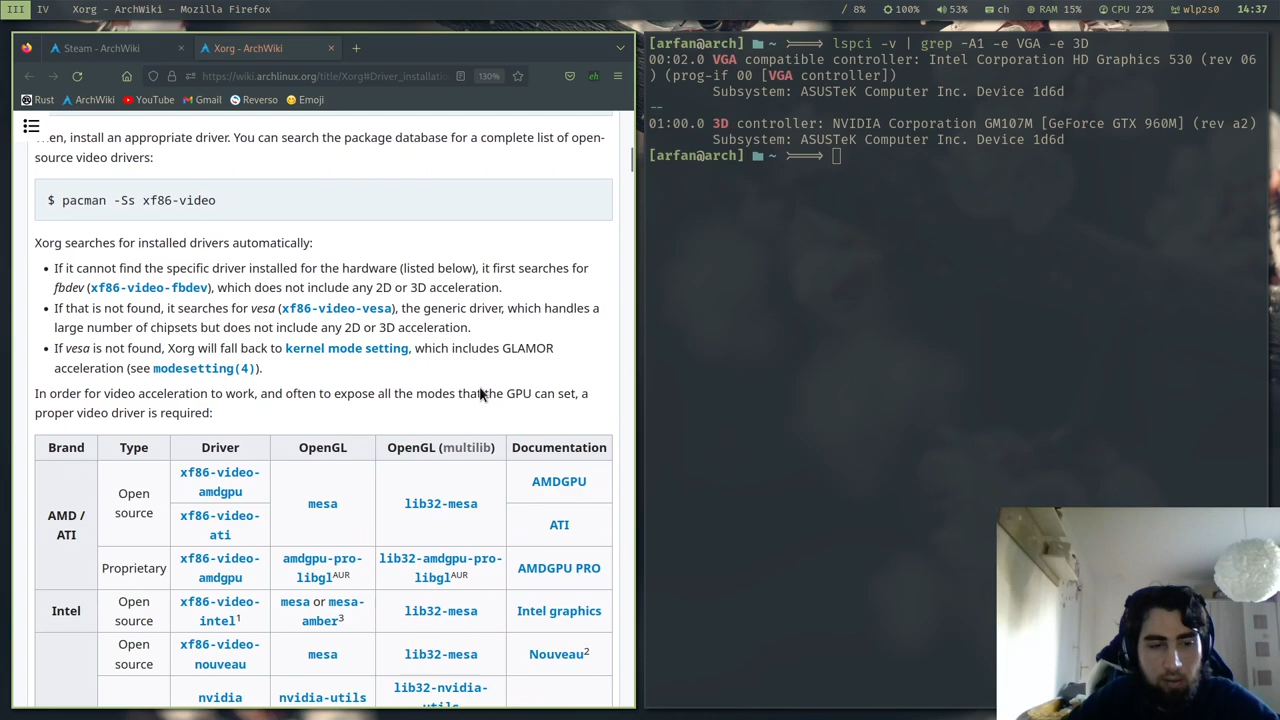 III IV Xorg - ArchWiki — Mozilla Firefox / 8% 100% 53% ch RAM 15% CPU 22% wlp2s0 14:37
Steam - ArchWiki × Xorg - ArchWiki × +
https://wiki.archlinux.org/title/Xorg#Driver_installatio 130% eh
Rust ArchWiki YouTube Gmail Reverso Emoji
en, install an appropriate driver. You can search the package database for a complete list of open-
source video drivers:
$ pacman -Ss xf86-video
Xorg searches for installed drivers automatically:
• If it cannot find the specific driver installed for the hardware (listed below), it first searches for
fbdev (xf86-video-fbdev), which does not include any 2D or 3D acceleration.
• If that is not found, it searches for vesa (xf86-video-vesa), the generic driver, which handles a
large number of chipsets but does not include any 2D or 3D acceleration.
• If vesa is not found, Xorg will fall back to kernel mode setting, which includes GLAMOR
acceleration (see modesetting(4)).
In order for video acceleration to work, and often to expose all the modes that the GPU can set, a
proper video driver is required:
Brand Type Driver OpenGL OpenGL (multilib) Documentation
AMD /
ATI
Open
source
xf86-video-
amdgpu
mesa
lib32-mesa
AMDGPU
xf86-video-
ati
ATI
Proprietary
xf86-video-
amdgpu
amdgpu-pro-
libglAUR
lib32-amdgpu-pro-
libglAUR
AMDGPU PRO
Intel
Open
source
xf86-video-
intel1
mesa or mesa-
amber3
lib32-mesa
Intel graphics
Open
source
xf86-video-
nouveau
mesa
lib32-mesa
Nouveau2
nvidia
nvidia-utils
lib32-nvidia-
utils
[arfan@arch] ~ >===> lspci -v | grep -A1 -e VGA -e 3D
00:02.0 VGA compatible controller: Intel Corporation HD Graphics 530 (rev 06
) (prog-if 00 [VGA controller])
Subsystem: ASUSTeK Computer Inc. Device 1d6d
--
01:00.0 3D controller: NVIDIA Corporation GM107M [GeForce GTX 960M] (rev a2)
Subsystem: ASUSTeK Computer Inc. Device 1d6d
[arfan@arch] ~ >===>